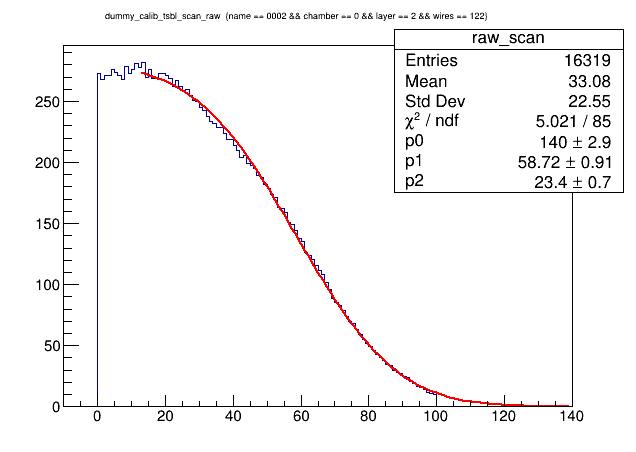 dummy_calib_tsbl_scan_raw (name == 0002 && chamber == 0 && layer == 2 && wires == 122)
raw_scan
Entries 16319
Mean 33.08
Std Dev 22.55
χ² / ndf 5.021 / 85
p0 140 ± 2.9
p1 58.72 ± 0.91
p2 23.4 ± 0.7
250
200
150
100
50
0
0 20 40 60 80 100 120 140